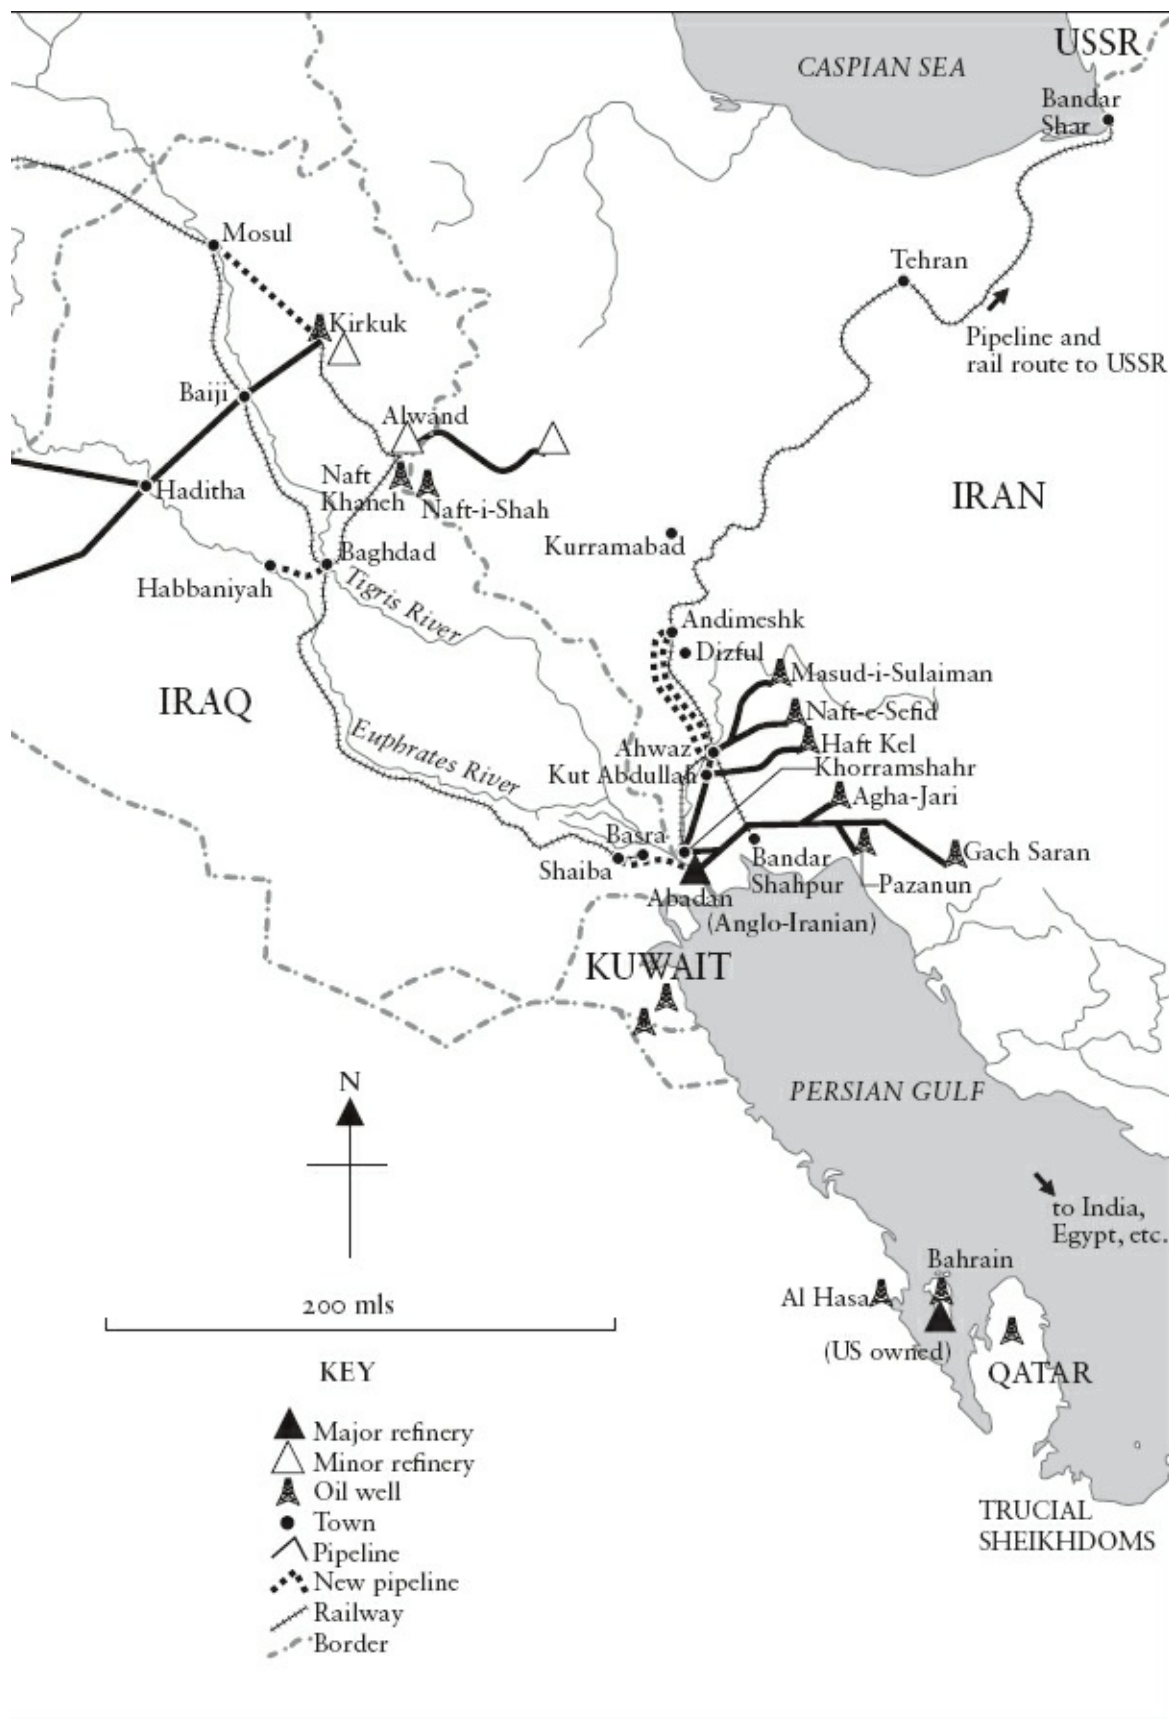 USSR
CASPIAN SEA
Bandar
Shar
Mosul
Tehran
Kirkuk
Pipeline and
rail route to USSR
Baiji
Alwand
Naft
Khaneh
Naft-i-Shah
Haditha
IRAN
Kurramabad
Baghdad
Habbaniyah
Tigris River
Andimeshk
Dizful
Masud-i-Sulaiman
IRAQ
Naft-e-Sefid
Euphrates River
Ahwaz
Haft Kel
Kut Abdullah
Khorramshahr
Agha-Jari
Basra
Shaiba
Bandar
Shahpur
Gach Saran
Pazanun
Abadan
(Anglo-Iranian)
KUWAIT
N
PERSIAN GULF
to India,
Egypt, etc.
Bahrain
Al Hasa
(US owned)
QATAR
200 mls
KEY
Major refinery
Minor refinery
Oil well
Town
Pipeline
New pipeline
Railway
Border
TRUCIAL
SHEIKHDOMS